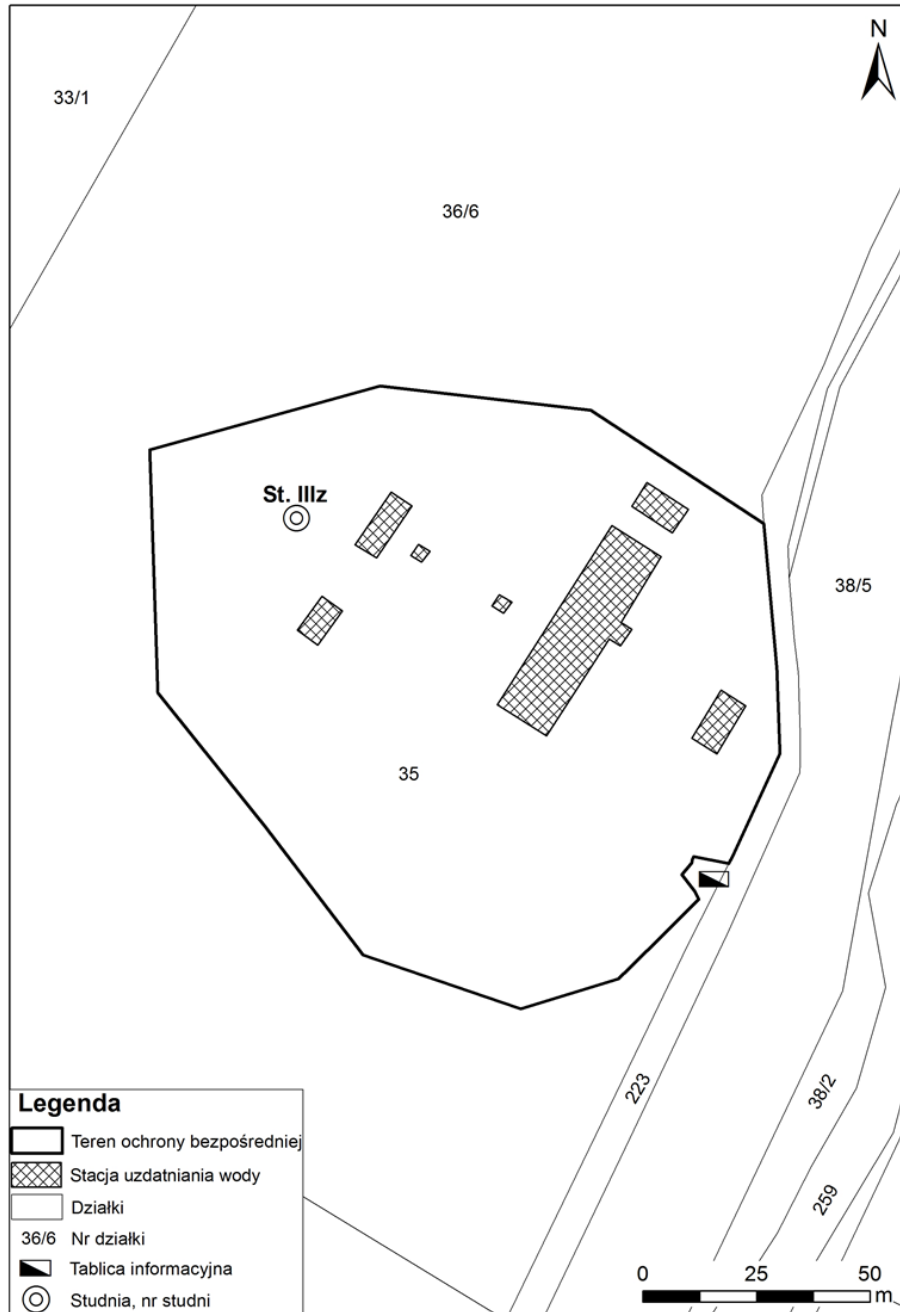 N
33/1
36/6
St. IIIz
38/5
35
223
38/2
259
Legenda
Teren ochrony bezpośredniej
Stacja uzdatniania wody
Działki
36/6 Nr działki
Tablica informacyjna
Studnia, nr studni
0 25 50
m